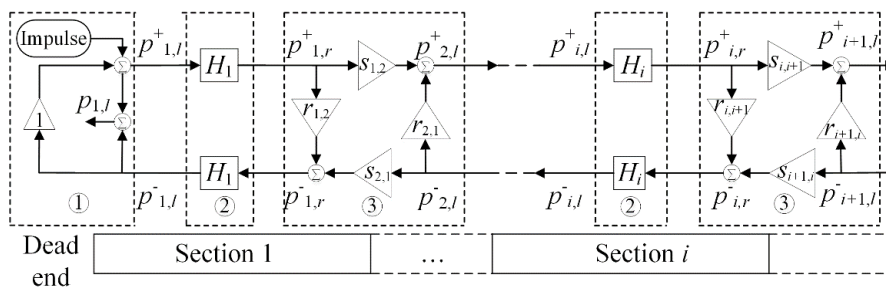 Impulse
p⁺₁,ₗ
H₁
p⁺₁,ᵣ
s₁,₂
p⁺₂,ₗ
p⁺ᵢ,ₗ
Hᵢ
p⁺ᵢ,ᵣ
sᵢ,ᵢ₊₁
p⁺ᵢ₊₁,ₗ
Σ
Σ
Σ
1
p₁,ₗ
Σ
r₁,₂
r₂,₁
rᵢ,ᵢ₊₁
rᵢ₊₁,ᵢ
H₁
Σ
s₂,₁
Hᵢ
Σ
sᵢ₊₁,ᵢ
p⁻₁,ₗ
p⁻₁,ᵣ
p⁻₂,ₗ
p⁻ᵢ,ₗ
p⁻ᵢ,ᵣ
p⁻ᵢ₊₁,ₗ
① ② ③ ② ③
Dead
end
Section 1
...
Section i